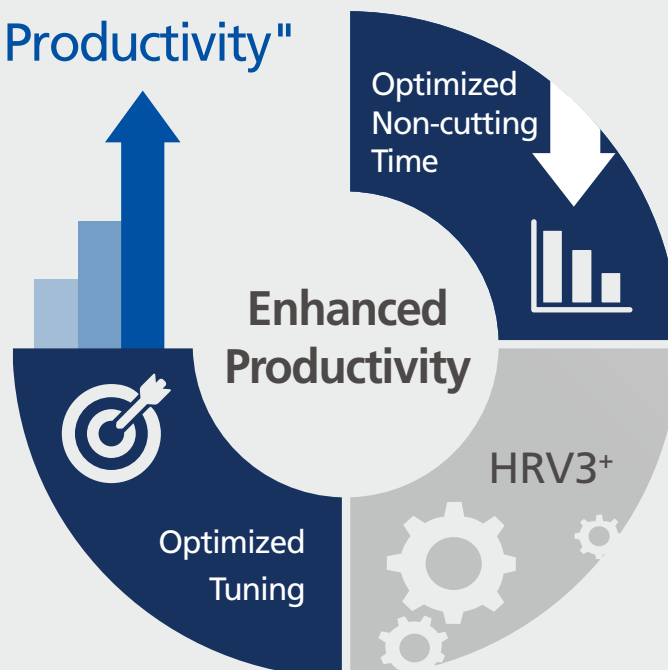 Productivity"
Optimized
Non-cutting
Time
Enhanced
Productivity
HRV3⁺
Optimized
Tuning